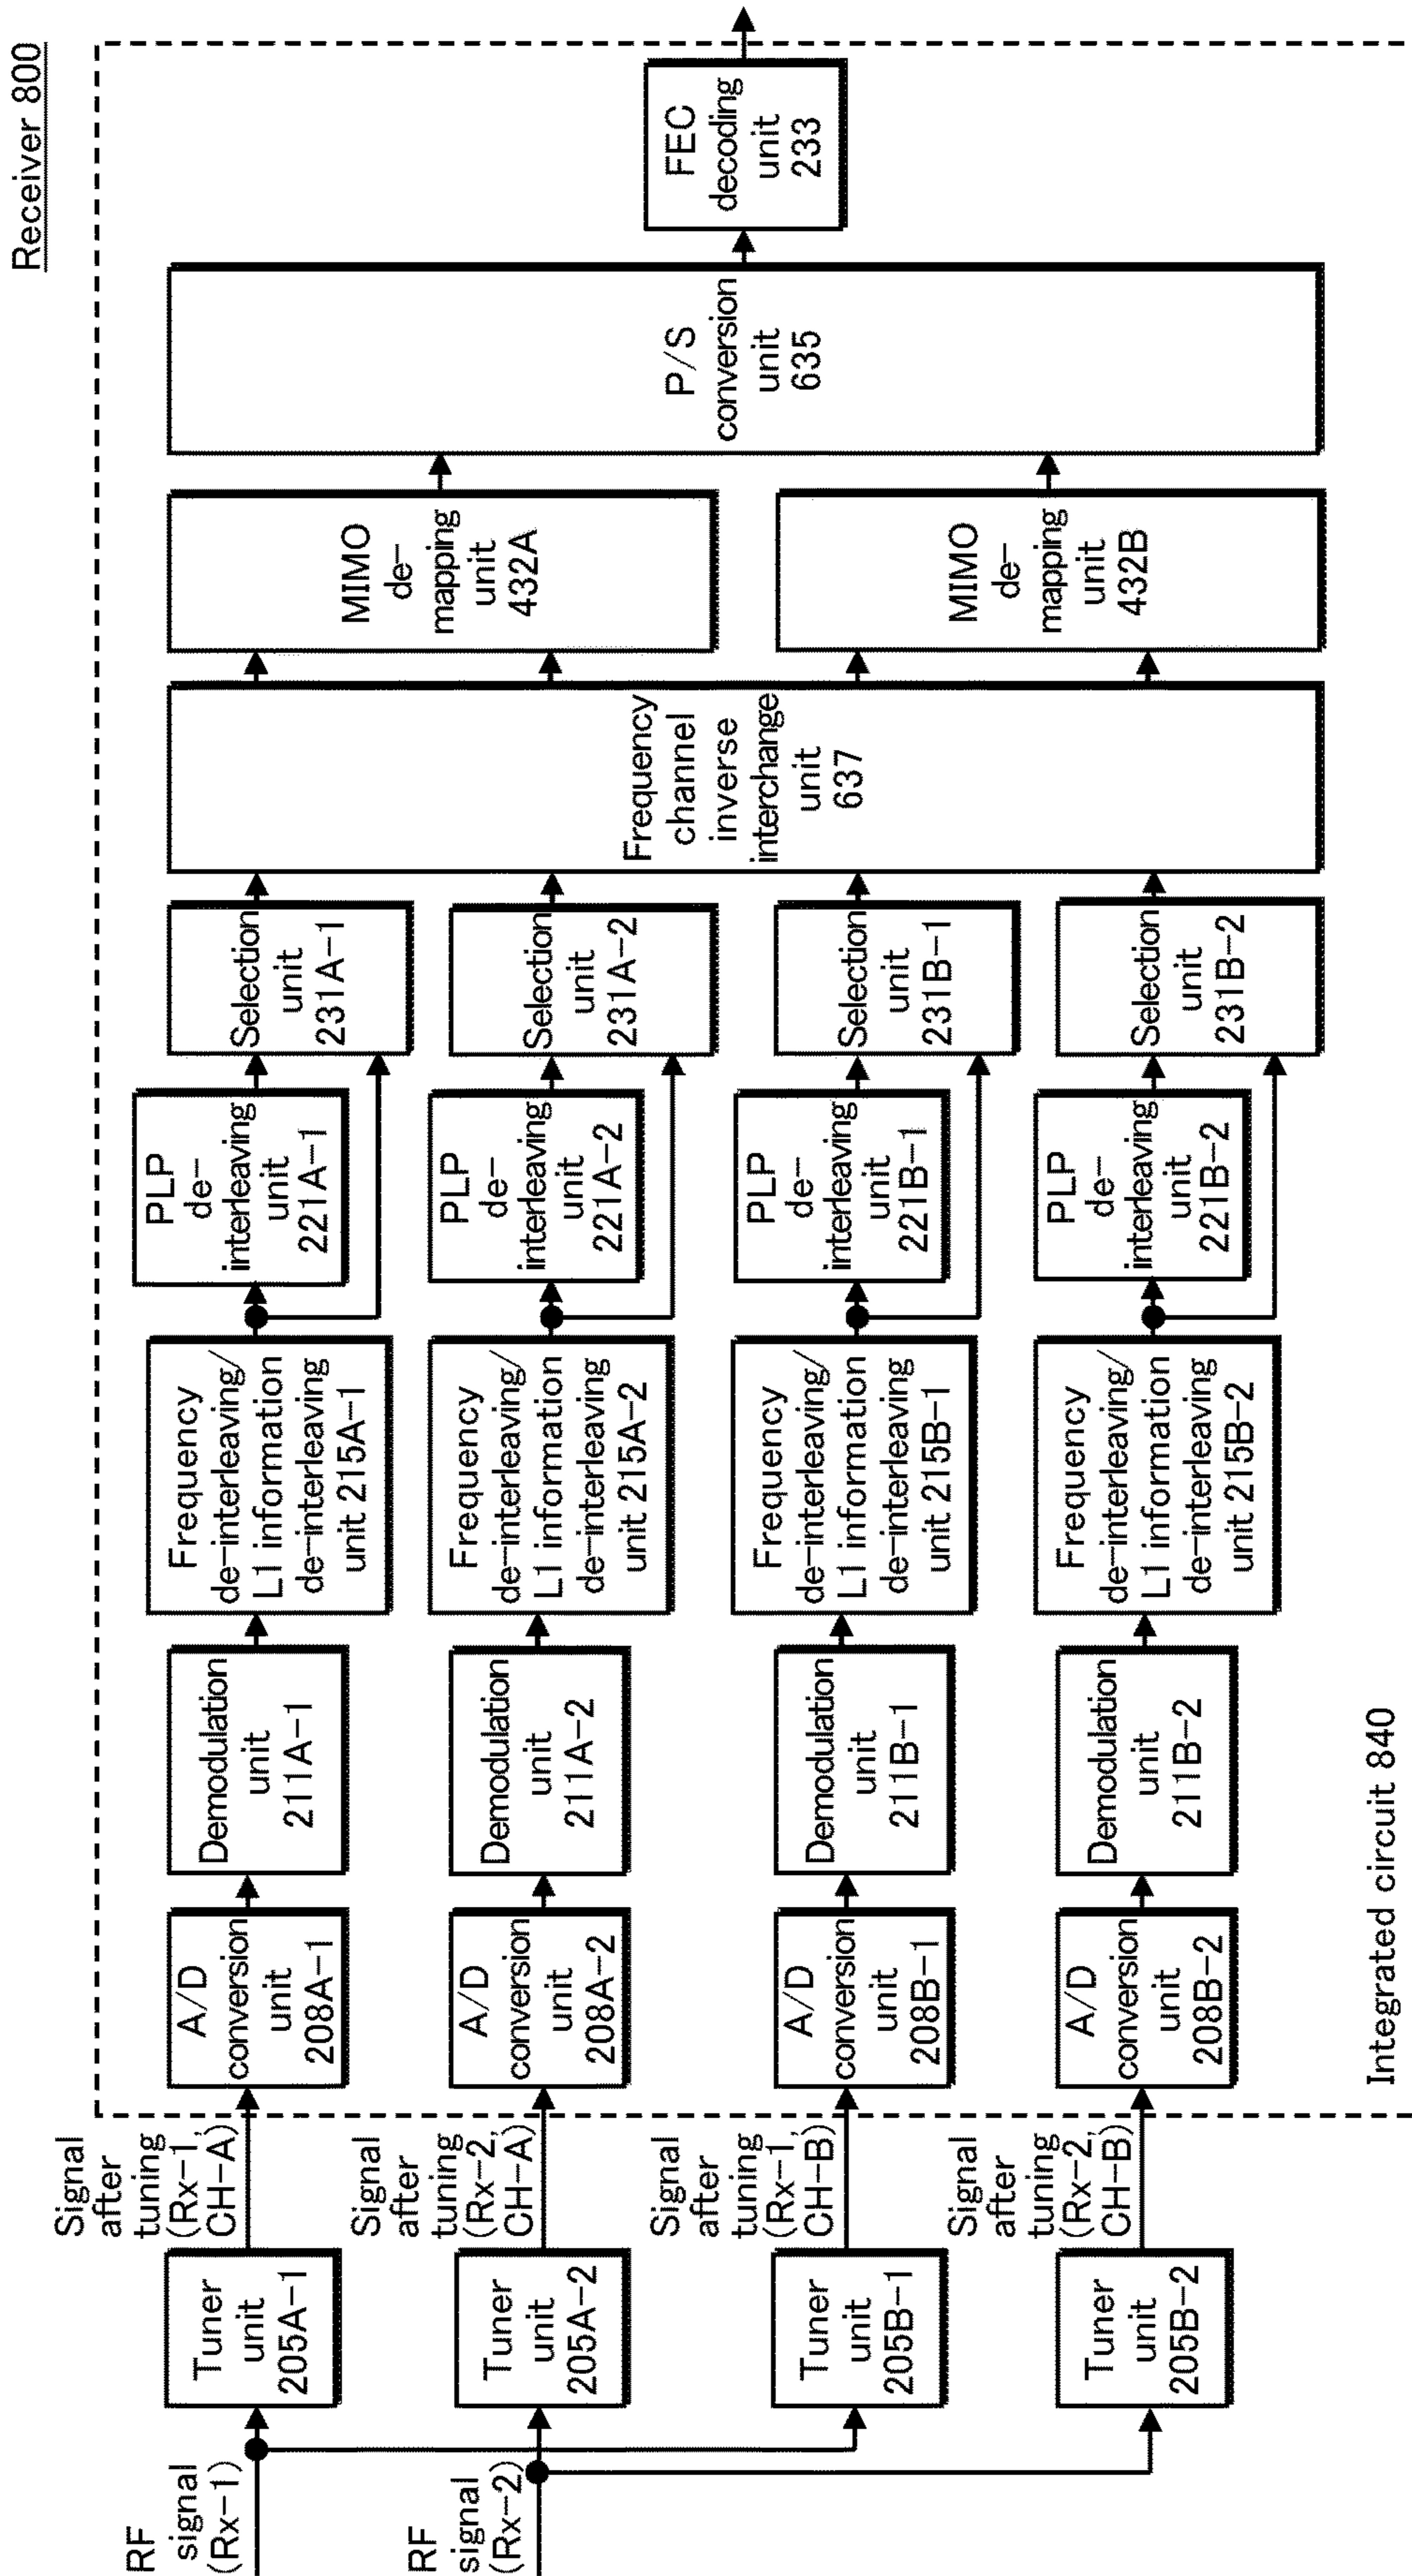 Receiver 800
RF
signal
(Rx-1)
RF
signal
(Rx-2)
Tuner
unit
205A-1
Tuner
unit
205A-2
Tuner
unit
205B-1
Tuner
unit
205B-2
Signal
after
tuning
(Rx-1,
CH-A)
Signal
after
tuning
(Rx-2,
CH-A)
Signal
after
tuning
(Rx-1,
CH-B)
Signal
after
tuning
(Rx-2,
CH-B)
A/D
conversion
unit
208A-1
A/D
conversion
unit
208A-2
A/D
conversion
unit
208B-1
A/D
conversion
unit
208B-2
Demodulation
unit
211A-1
Demodulation
unit
211A-2
Demodulation
unit
211B-1
Demodulation
unit
211B-2
Frequency
de-interleaving/
L1 information
de-interleaving
unit 215A-1
Frequency
de-interleaving/
L1 information
de-interleaving
unit 215A-2
Frequency
de-interleaving/
L1 information
de-interleaving
unit 215B-1
Frequency
de-interleaving/
L1 information
de-interleaving
unit 215B-2
PLP
de-
interleaving
unit
221A-1
PLP
de-
interleaving
unit
221A-2
PLP
de-
interleaving
unit
221B-1
PLP
de-
interleaving
unit
221B-2
Selection
unit
231A-1
Selection
unit
231A-2
Selection
unit
231B-1
Selection
unit
231B-2
Frequency
channel
inverse
interchange
unit
637
MIMO
de-
mapping
unit
432A
MIMO
de-
mapping
unit
432B
P/S
conversion
unit
635
FEC
decoding
unit
233
Integrated circuit 840